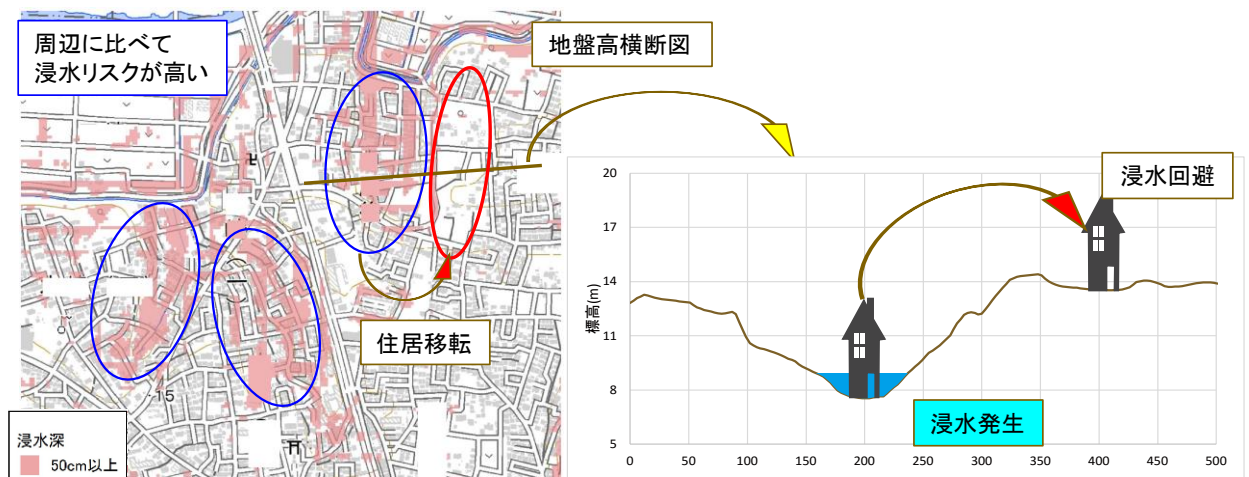 周辺に比べて
浸水リスクが高い
地盤高横断図
住居移転
15
浸水深
50cm以上
浸水回避
浸水発生
標高(m)
20
17
14
11
8
5
0
50
100
150
200
250
300
350
400
450
500